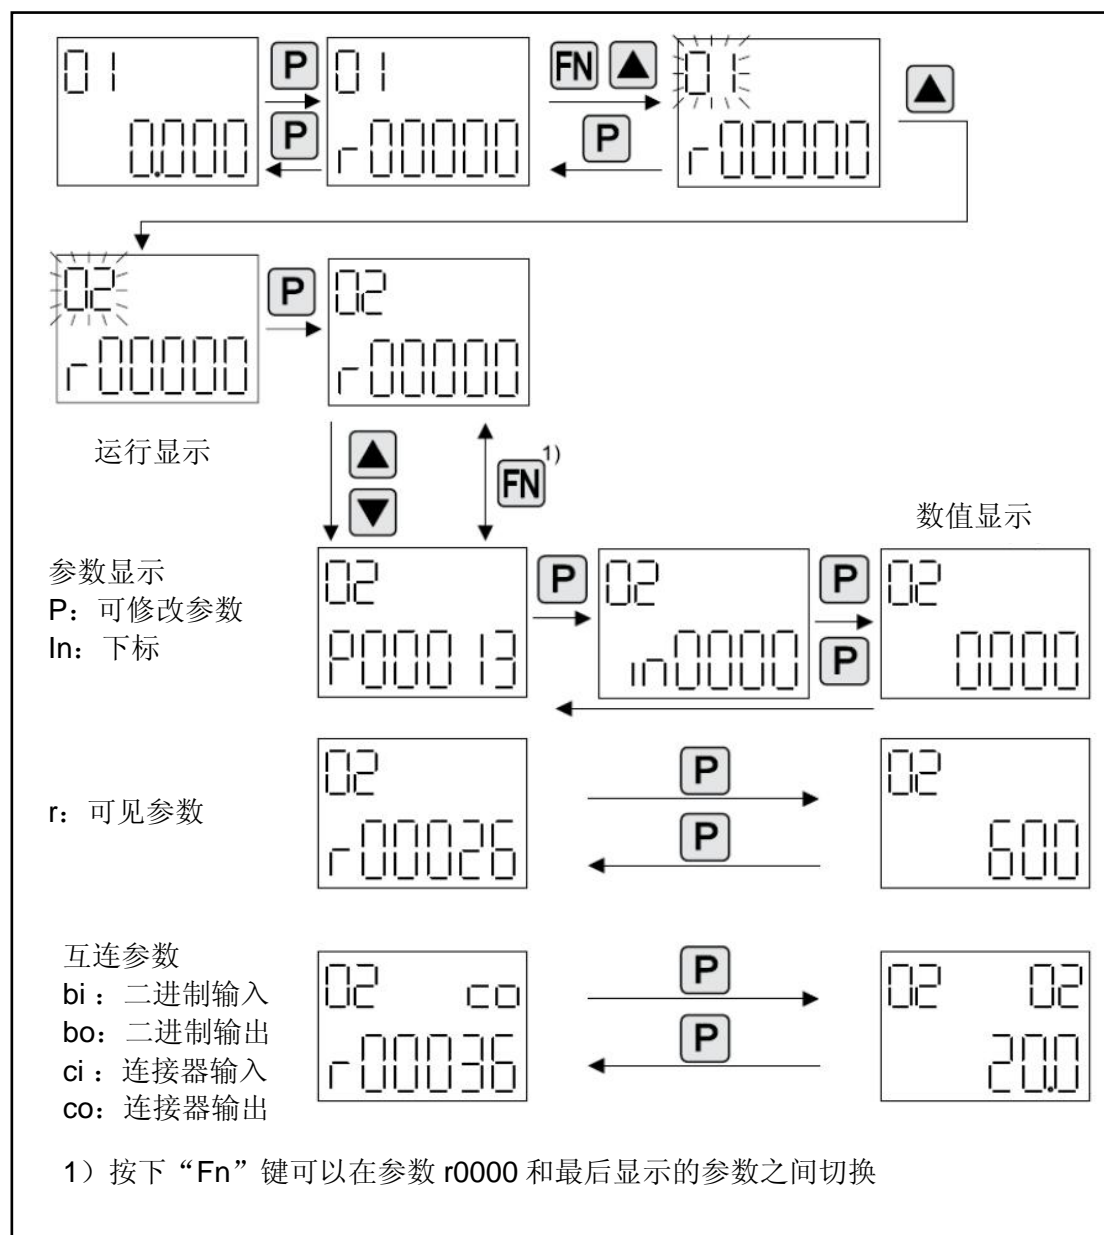 01
P
01
FN
01
0.000
P
r00000
P
r00000
02
P
02
r00000
r00000
运行显示
FN 1)
数值显示
参数显示
P：可修改参数
In：下标
02
P
02
P
02
P00013
in0000
P
0000
02
P
02
r：可见参数
r00026
P
600
互连参数
bi：二进制输入
bo：二进制输出
ci：连接器输入
co：连接器输出
02 co
P
02 02
r00036
P
20.0
1）按下“Fn”键可以在参数 r0000 和最后显示的参数之间切换